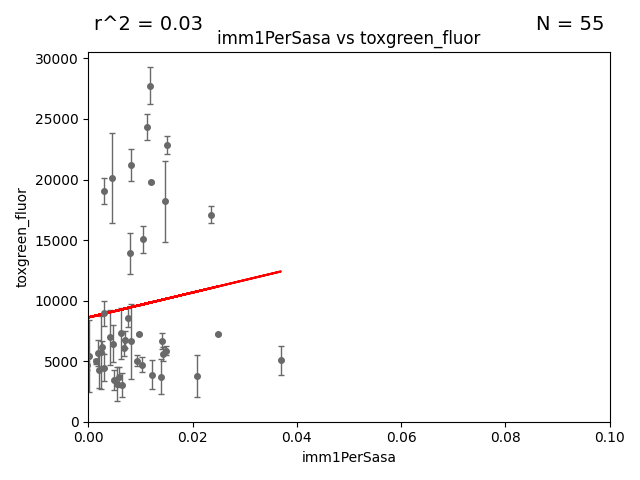 r^2 = 0.03
N = 55
imm1PerSasa vs toxgreen_fluor
30000
25000
20000
15000
10000
5000
0
toxgreen_fluor
0.00 0.02 0.04 0.06 0.08 0.10
imm1PerSasa